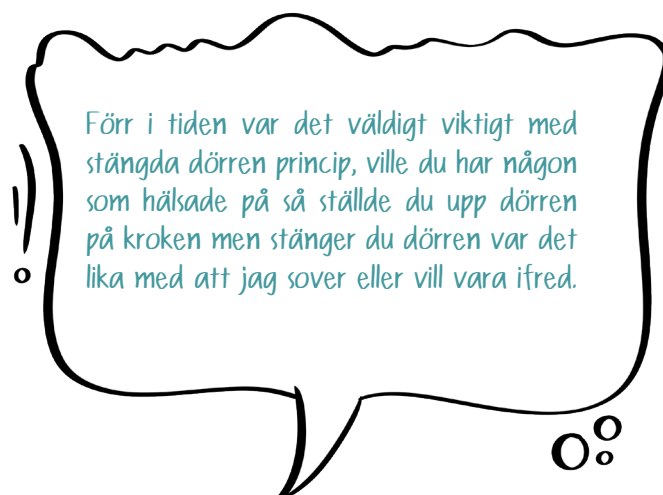 Förr i tiden var det väldigt viktigt med
stängda dörren princip, ville du har någon
som hälsade på så ställde du upp dörren
på kroken men stänger du dörren var det
lika med att jag sover eller vill vara ifred.